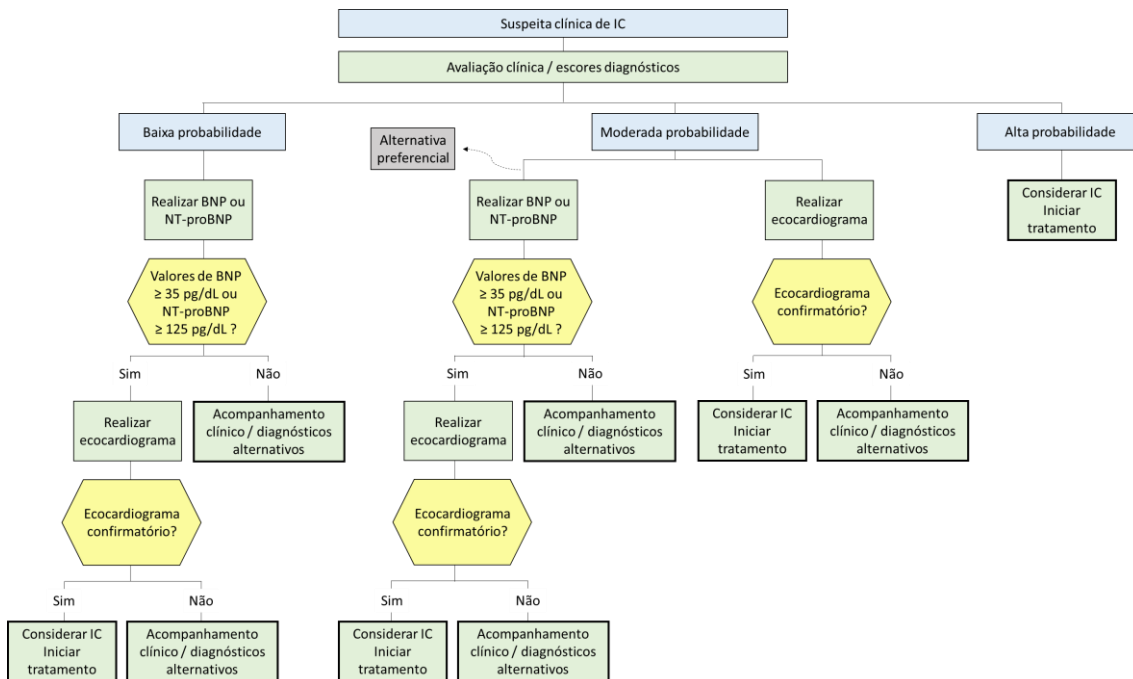 Suspeita clínica de IC
Avaliação clínica / escores diagnósticos
Baixa probabilidade
Alternativa
preferencial
Moderada probabilidade
Alta probabilidade
Realizar BNP ou
NT-proBNP
Realizar BNP ou
NT-proBNP
Realizar
ecocardiograma
Considerar IC
Iniciar
tratamento
Valores de BNP
≥ 35 pg/dL ou
NT-proBNP
≥ 125 pg/dL ?
Valores de BNP
≥ 35 pg/dL ou
NT-proBNP
≥ 125 pg/dL ?
Ecocardiograma
confirmatório?
Sim
Não
Sim
Não
Sim
Não
Realizar
ecocardiograma
Acompanhamento
clínico / diagnósticos
alternativos
Realizar
ecocardiograma
Acompanhamento
clínico / diagnósticos
alternativos
Considerar IC
Iniciar
tratamento
Acompanhamento
clínico / diagnósticos
alternativos
Ecocardiograma
confirmatório?
Ecocardiograma
confirmatório?
Sim
Não
Sim
Não
Considerar IC
Iniciar
tratamento
Acompanhamento
clínico / diagnósticos
alternativos
Considerar IC
Iniciar
tratamento
Acompanhamento
clínico / diagnósticos
alternativos